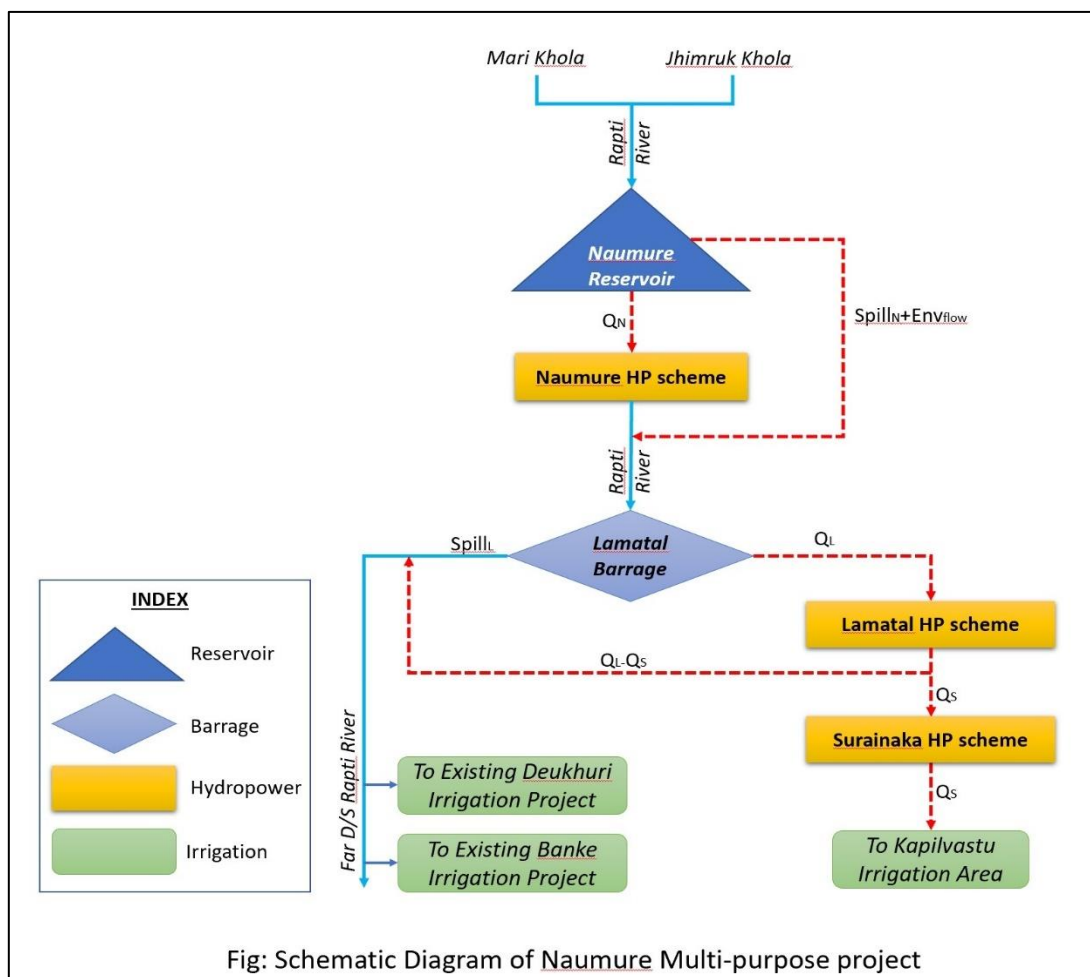 Mari Khola
Jhimruk Khola
Rapti
River
Naumure
Reservoir
SpillN+Envflow
QN
Naumure HP scheme
Rapti
River
SpillL
Lamatal
Barrage
QL
INDEX
Reservoir
Barrage
Hydropower
Irrigation
Lamatal HP scheme
QL-QS
QS
Surainaka HP scheme
QS
Far D/S Rapti River
To Existing Deukhuri
Irrigation Project
To Existing Banke
Irrigation Project
To Kapilvastu
Irrigation Area
Fig: Schematic Diagram of Naumure Multi-purpose project